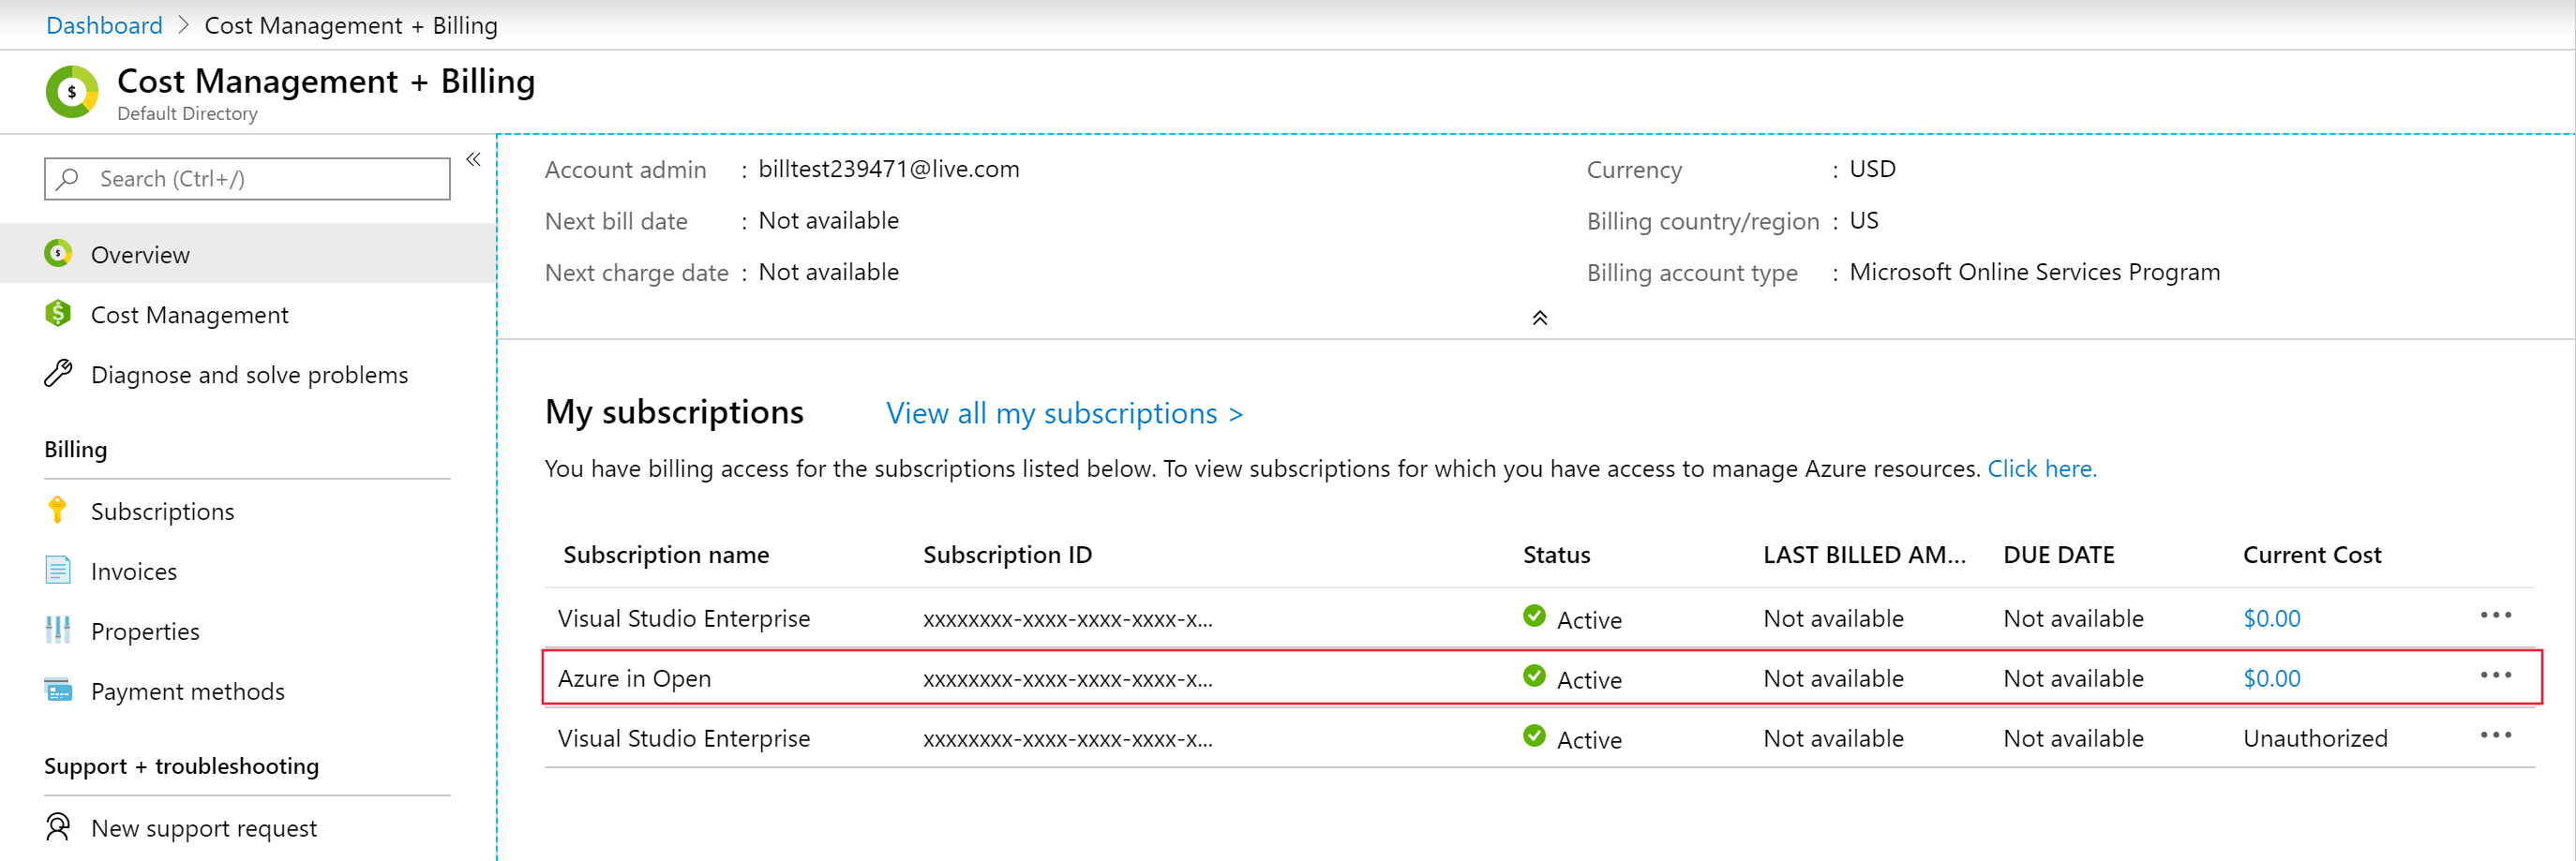 Dashboard > Cost Management + Billing
Cost Management + Billing
Default Directory
Search (Ctrl+/)
Overview
Cost Management
Diagnose and solve problems
Billing
Subscriptions
Invoices
Properties
Payment methods
Support + troubleshooting
New support request
Account admin : billtest239471@live.com
Next bill date : Not available
Next charge date : Not available
Currency : USD
Billing country/region : US
Billing account type : Microsoft Online Services Program
My subscriptions View all my subscriptions >
You have billing access for the subscriptions listed below. To view subscriptions for which you have access to manage Azure resources. Click here.
Subscription name Subscription ID Status LAST BILLED AM... DUE DATE Current Cost
Visual Studio Enterprise xxxxxxxx-xxxx-xxxx-xxxx-x... Active Not available Not available $0.00 ...
Azure in Open xxxxxxxx-xxxx-xxxx-xxxx-x... Active Not available Not available $0.00 ...
Visual Studio Enterprise xxxxxxxx-xxxx-xxxx-xxxx-x... Active Not available Not available Unauthorized ...